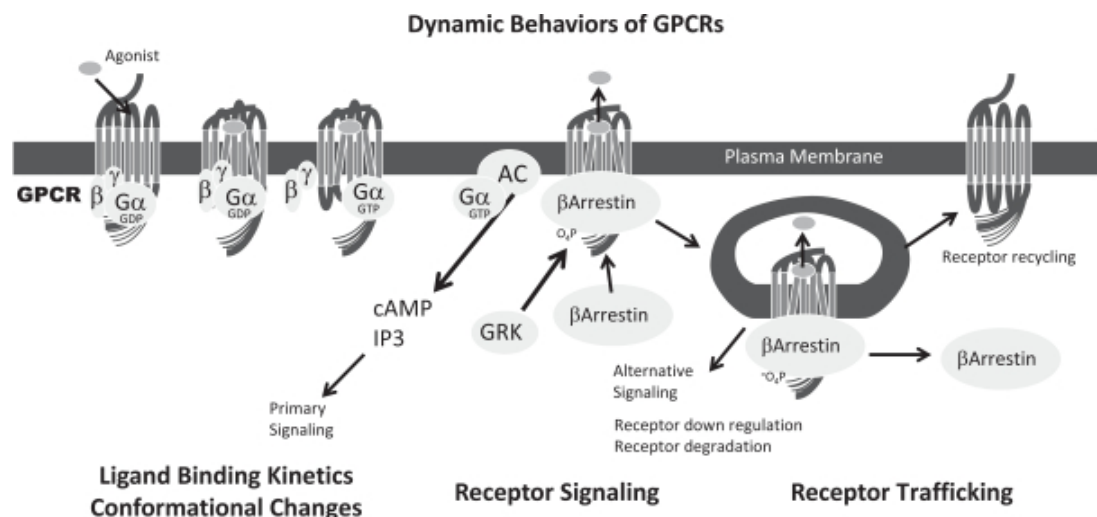 Dynamic Behaviors of GPCRs
Agonist
Plasma Membrane
GPCR
β γ Gα GDP
β γ Gα GDP
β γ Gα GTP
Gα GTP
AC
βArrestin
O₄P
Receptor recycling
cAMP
IP3
GRK
βArrestin
βArrestin
⁻O₄P
βArrestin
Alternative
Signaling
Primary
Signaling
Receptor down regulation
Receptor degradation
Ligand Binding Kinetics
Conformational Changes
Receptor Signaling
Receptor Trafficking